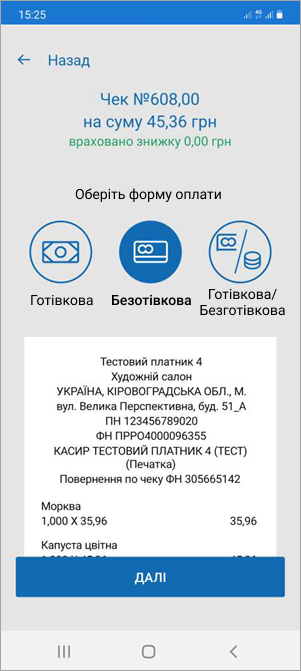 15:25
Назад
Чек №608,00
на суму 45,36 грн
враховано знижку 0,00 грн
Оберіть форму оплати
Готівкова
Безотівкова
Готівкова/
Безготівкова
Тестовий платник 4
Художній салон
УКРАЇНА, КІРОВОГРАДСЬКА ОБЛ., М.
вул. Велика Перспективна, буд. 51_А
ПН 123456789020
ФН ПРРО4000096355
КАСИР ТЕСТОВИЙ ПЛАТНИК 4 (ТЕСТ)
(Печатка)
Повернення по чеку ФН 305665142
Морква
1,000 X 35,96 35,96
Капуста цвітна
ДАЛІ